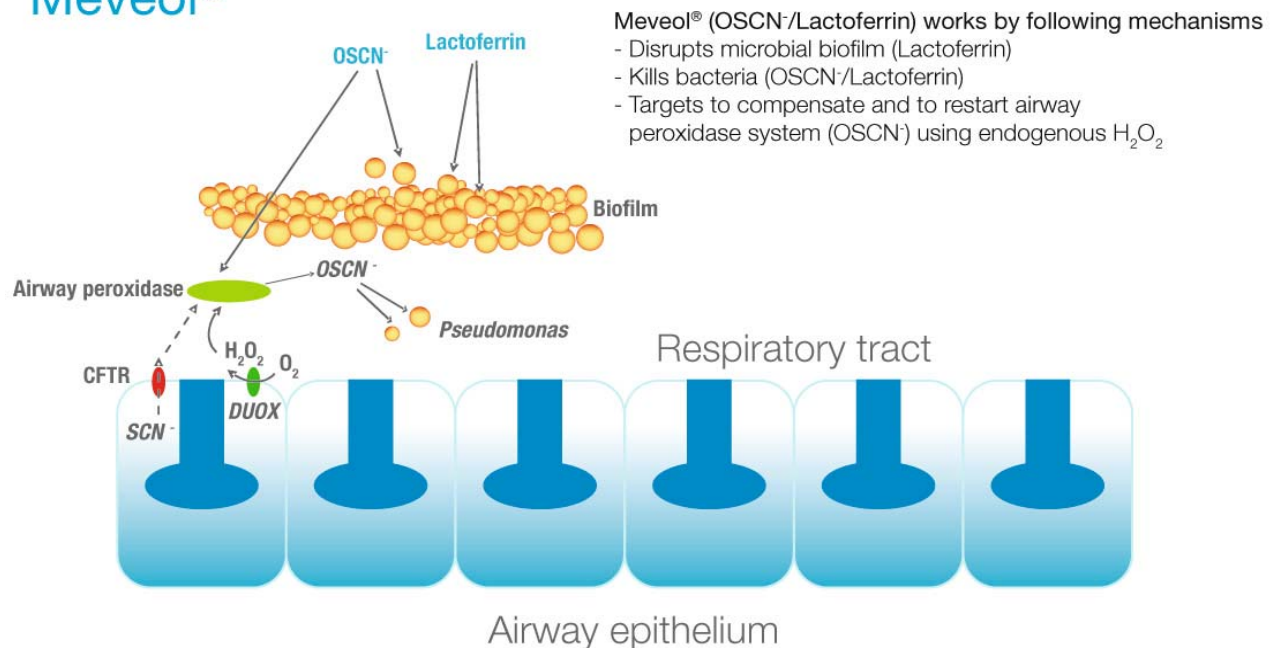 Meveol®
Meveol® (OSCN⁻/Lactoferrin) works by following mechanisms
- Disrupts microbial biofilm (Lactoferrin)
- Kills bacteria (OSCN⁻/Lactoferrin)
- Targets to compensate and to restart airway
peroxidase system (OSCN⁻) using endogenous H₂O₂
OSCN⁻
Lactoferrin
Biofilm
OSCN⁻
Airway peroxidase
Pseudomonas
Respiratory tract
H₂O₂
O₂
CFTR
DUOX
SCN⁻
Airway epithelium